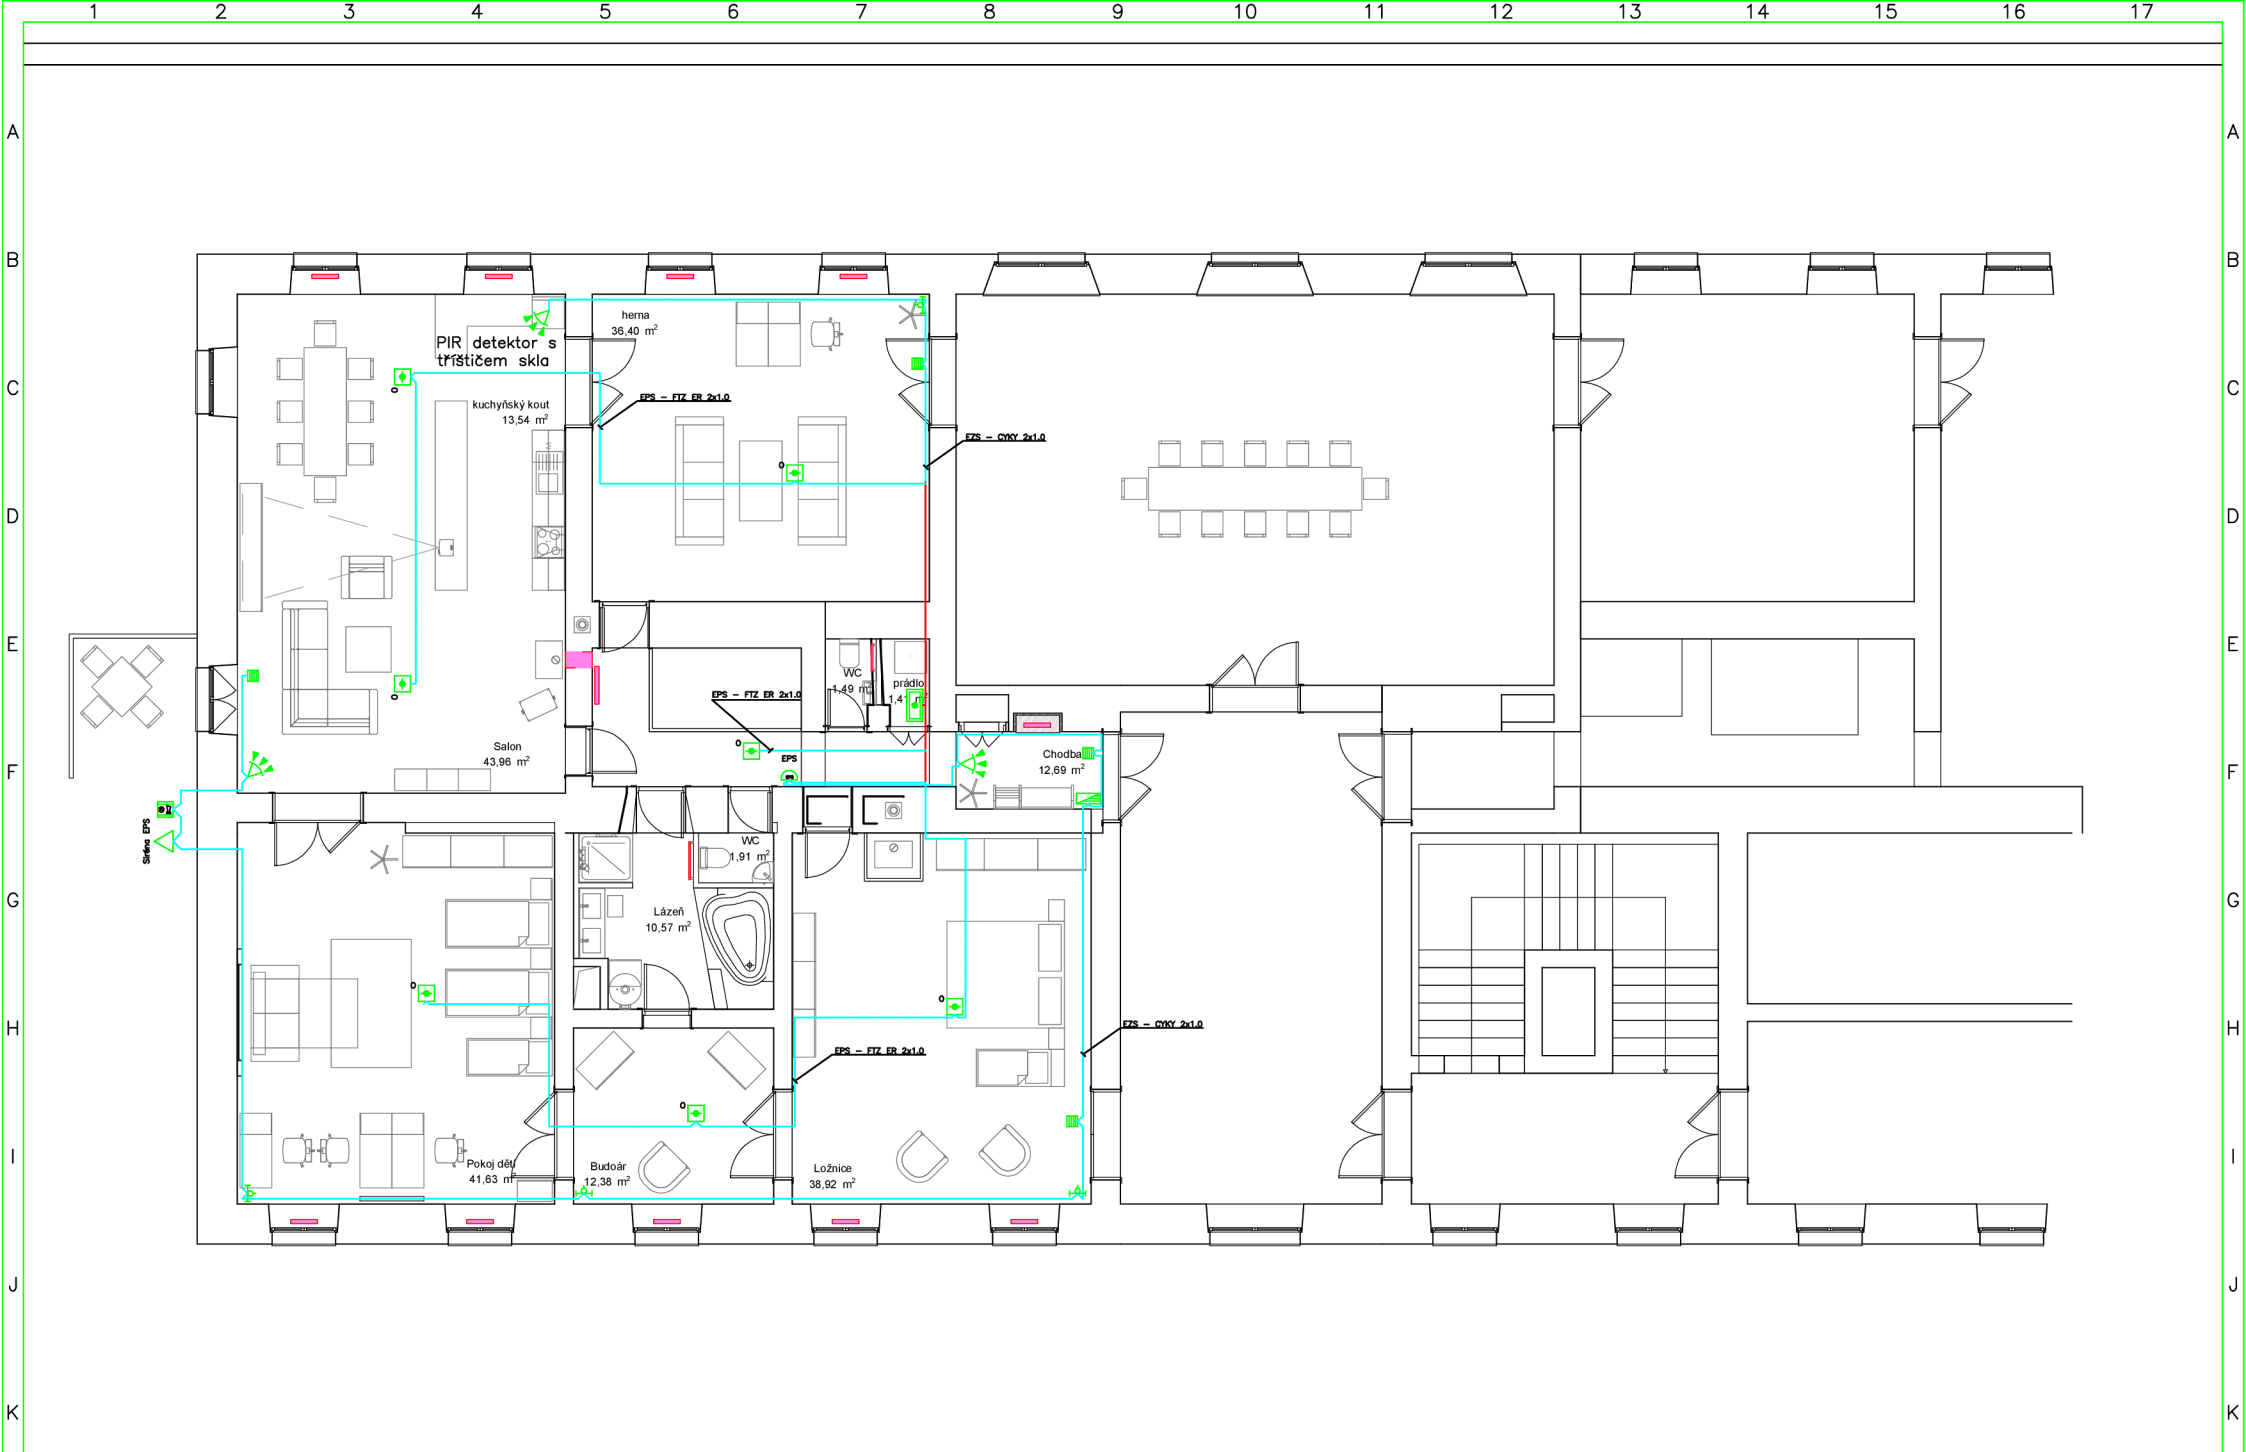 1 2 3 4 5 6 7 8 9 10 11 12 13 14 15 16 17
A A
B B
herna
36,40 m²
PIR detektor s
tříštičem skla
C C
EPS – FTZ ER 2x1.0
kuchyňský kout
13,54 m²
EZS – CYKY 2x1.0
O
O
D D
E E
WC
1,49 m²
prádlo
O
EPS – FTZ ER 2x1.0
O
Salon
43,96 m²
EPS
Chodba
12,69 m²
F F
Siréna EPS
WC
1,91 m²
G G
Lázeň
10,57 m²
O
O
H H
EZS – CYKY 2x1.0
EPS – FTZ ER 2x1.0
O
I I
Pokoj dětí
41,63 m
Budoár
12,38 m²
Ložnice
38,92 m²
J J
K K